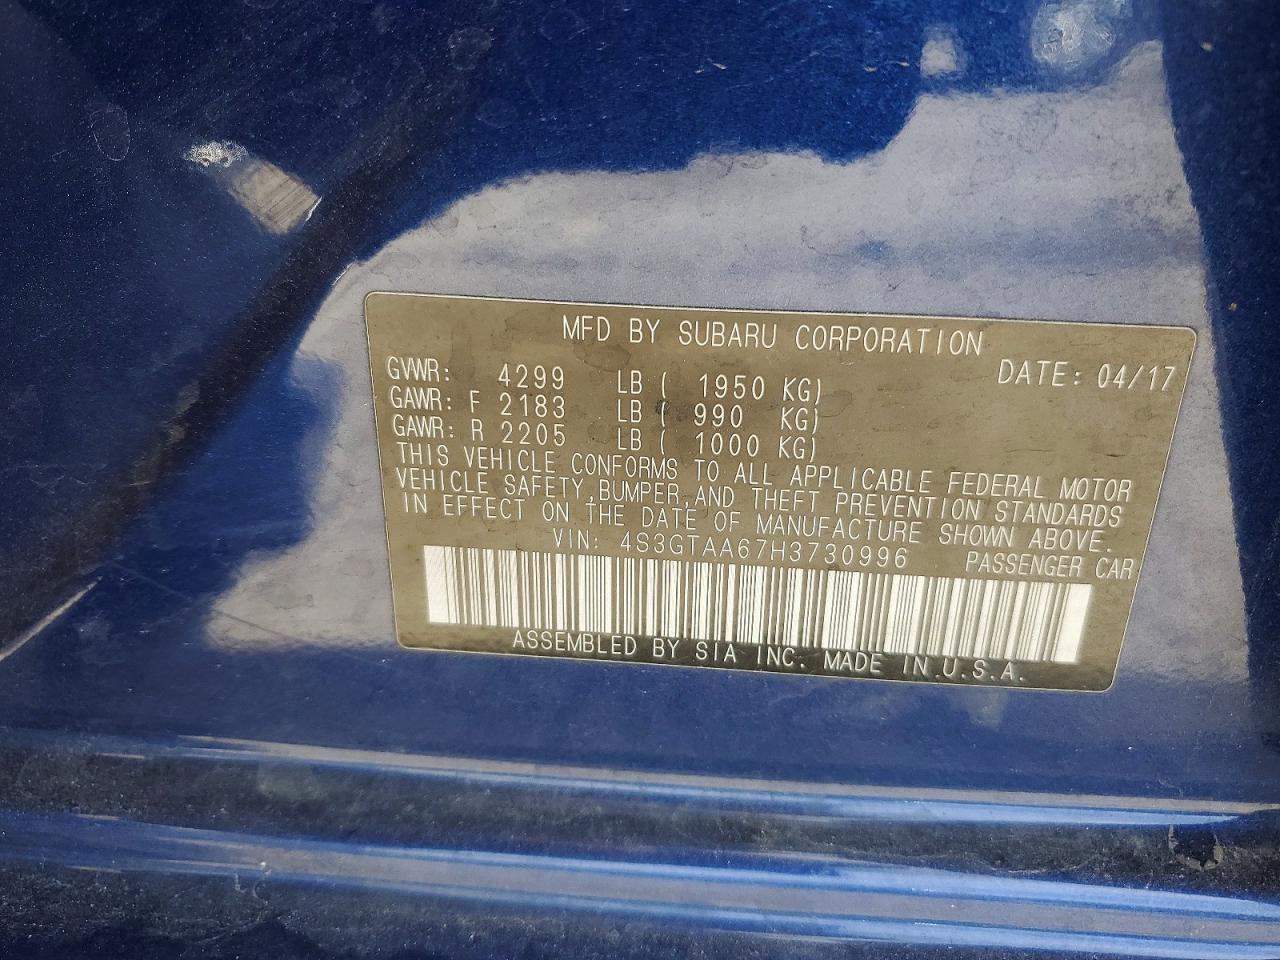 MFD BY SUBARU CORPORATION
DATE: 04/17
GVWR: 4299 LB ( 1950 KG)
GAWR: F 2183 LB ( 990 KG)
GAWR: R 2205 LB ( 1000 KG)
THIS VEHICLE CONFORMS TO ALL APPLICABLE FEDERAL MOTOR
VEHICLE SAFETY,BUMPER,AND THEFT PREVENTION STANDARDS
IN EFFECT ON THE DATE OF MANUFACTURE SHOWN ABOVE.
VIN: 4S3GTAA67H3730996 PASSENGER CAR
ASSEMBLED BY SIA INC. MADE IN U.S.A.